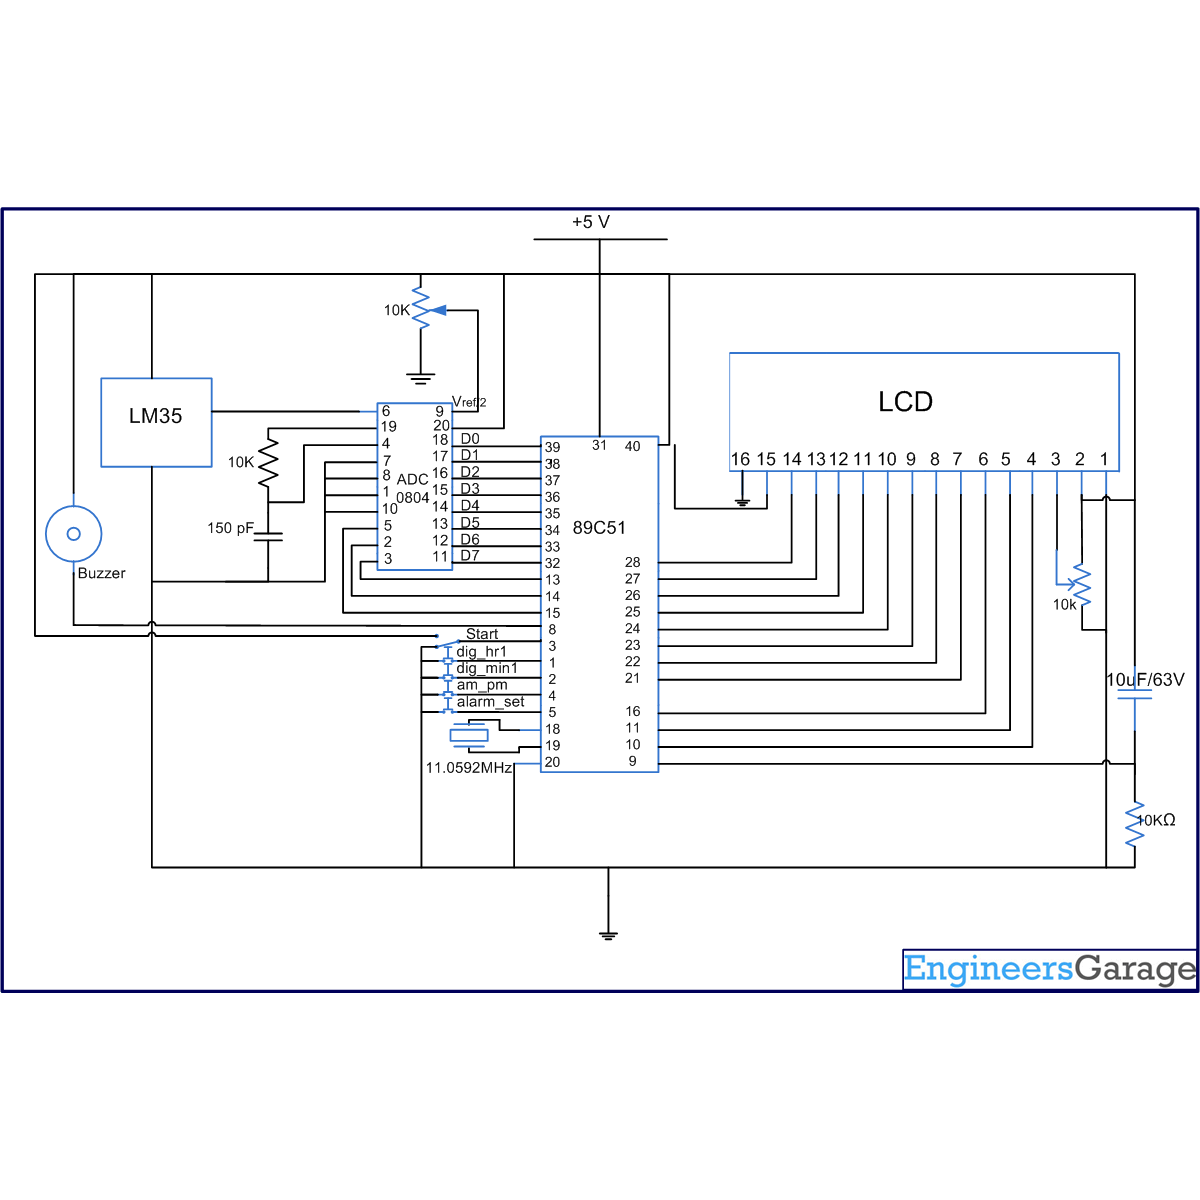 +5 V
10K
Vref/2
LM35
LCD
6 9
19 20
4 18 D0
7 17 D1
8 16 D2
1 15 D3
10 14 D4
5 13 D5
2 12 D6
3 11 D7
ADC
0804
10K
150 pF
Buzzer
31 40
39
38
37
36
35
34
33
32
13
14
15
8
3
1
2
4
5
18
19
20
89C51
28
27
26
25
24
23
22
21
16
11
10
9
Start
dig_hr1
dig_min1
am_pm
alarm_set
11.0592MHz
16 15 14 13 12 11 10 9 8 7 6 5 4 3 2 1
10k
10uF/63V
10KΩ
EngineersGarage